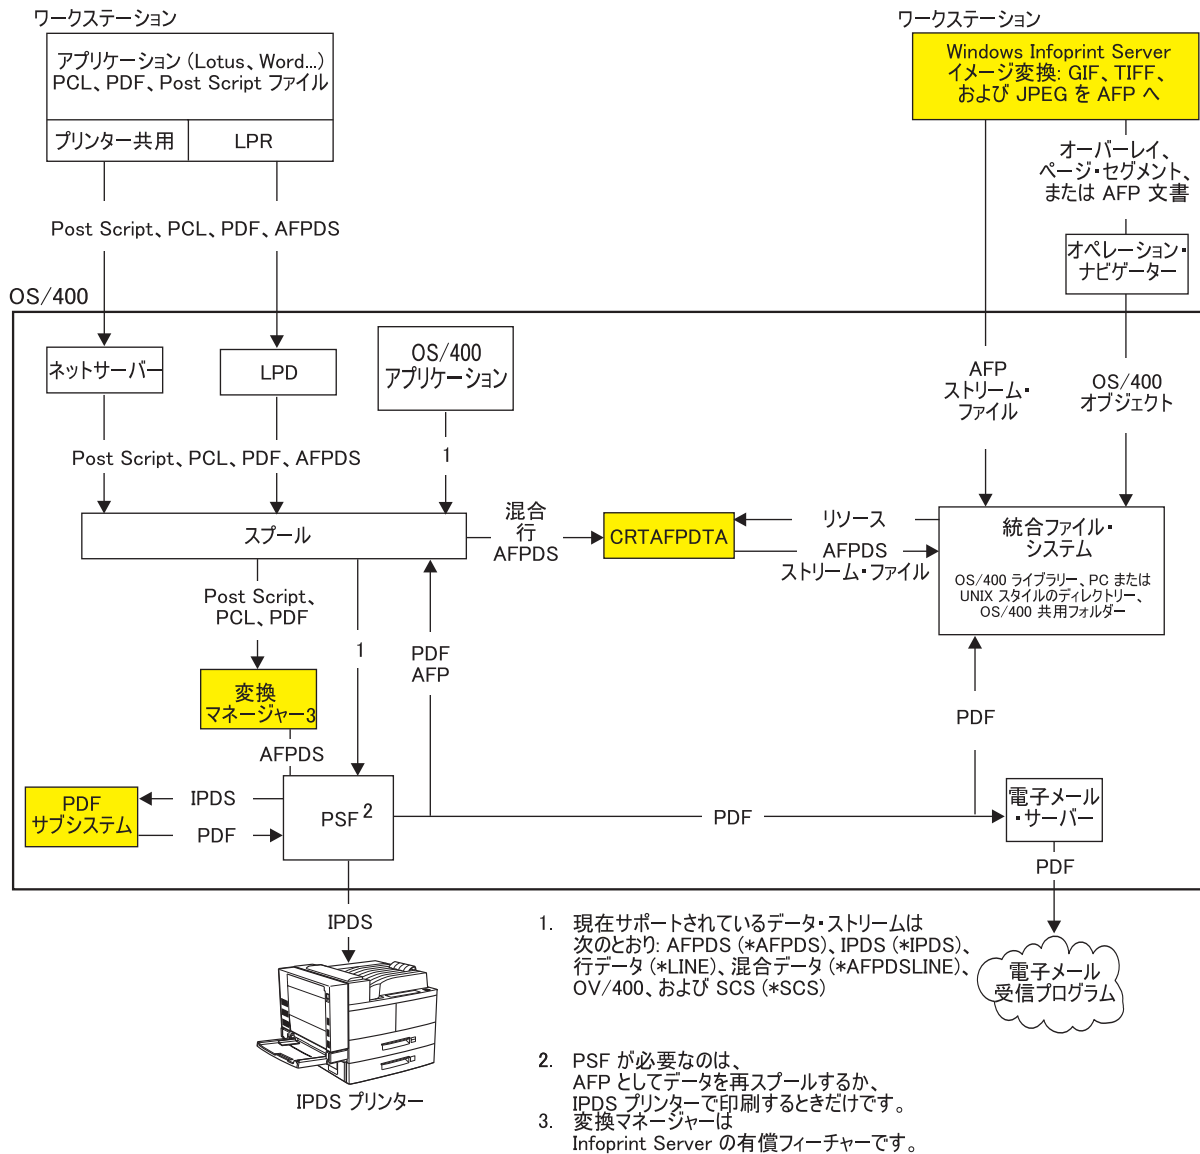 ワークステーション
アプリケーション (Lotus、Word...)
PCL、PDF、Post Script ファイル
プリンター共用
LPR
Post Script、PCL、PDF、AFPDS
ワークステーション
Windows Infoprint Server
イメージ変換: GIF、TIFF、
および JPEG を AFP へ
オーバーレイ、
ページ・セグメント、
または AFP 文書
オペレーション・
ナビゲーター
OS/400
ネットサーバー
LPD
OS/400
アプリケーション
AFP
ストリーム・
ファイル
OS/400
オブジェクト
Post Script、PCL、PDF、AFPDS
1
スプール
混合
行
AFPDS
CRTAFPDTA
リソース
AFPDS
ストリーム・ファイル
統合ファイル・
システム
OS/400 ライブラリー、PC または
UNIX スタイルのディレクトリー、
OS/400 共用フォルダー
Post Script、
PCL、PDF
1
PDF
AFP
変換
マネージャー3
AFPDS
PDF
PDF
サブシステム
IPDS
PDF
PSF 2
PDF
電子メール
・サーバー
PDF
IPDS
IPDS プリンター
電子メール
受信プログラム
1. 現在サポートされているデータ・ストリームは
次のとおり: AFPDS (*AFPDS)、IPDS (*IPDS)、
行データ (*LINE)、混合データ (*AFPDSLINE)、
OV/400、および SCS (*SCS)
2. PSF が必要なのは、
AFP としてデータを再スプールするか、
IPDS プリンターで印刷するときだけです。
3. 変換マネージャーは
Infoprint Server の有償フィーチャーです。